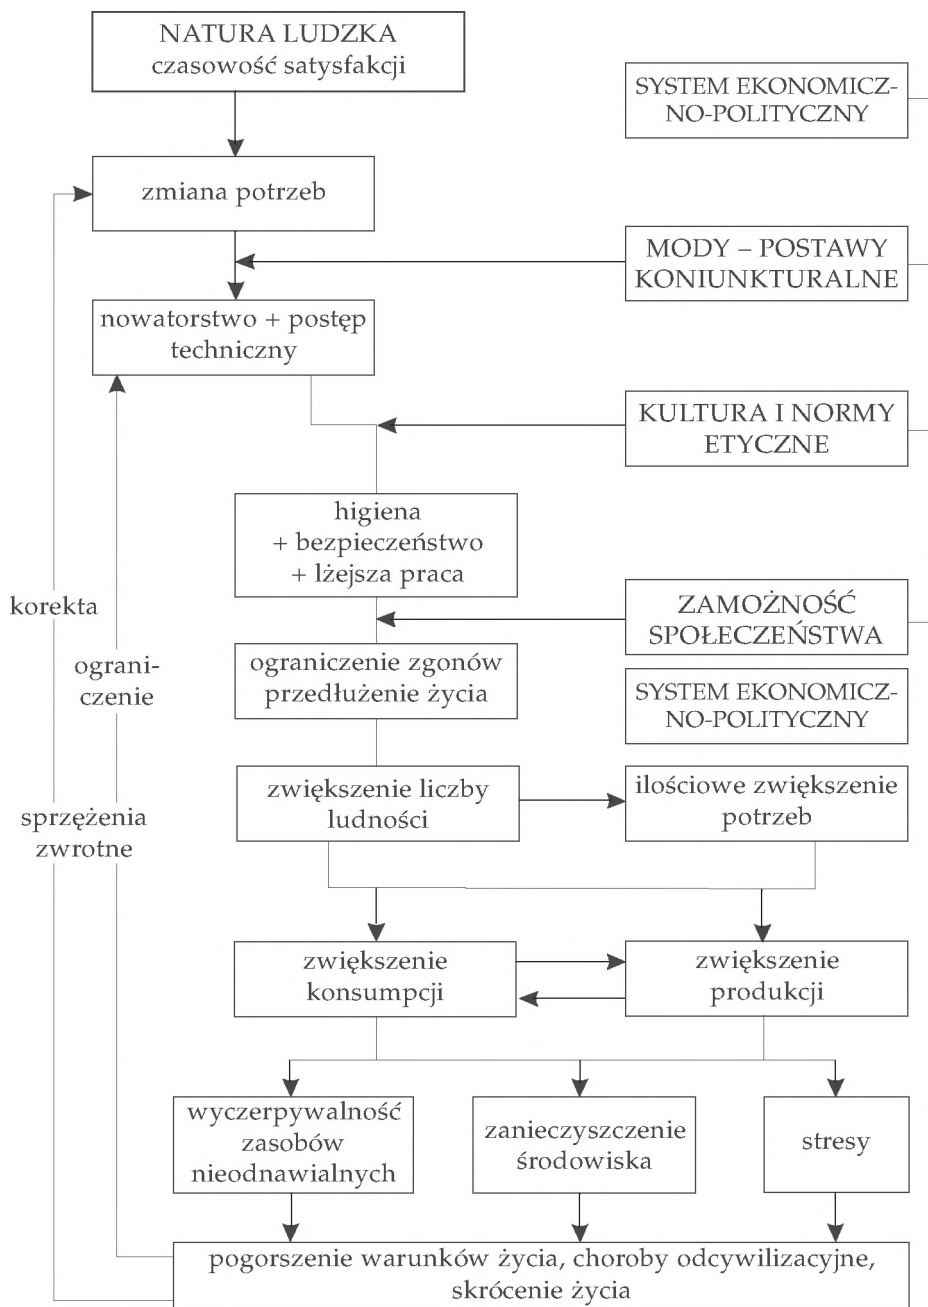 NATURA LUDZKA
czasowość satysfakcji
SYSTEM EKONOMICZ-
NO-POLITYCZNY
zmiana potrzeb
MODY – POSTAWY
KONIUNKTURALNE
nowatorstwo + postęp
techniczny
KULTURA I NORMY
ETYCZNE
higiena
+ bezpieczeństwo
+ lżejsza praca
korekta
ZAMOŻNOŚĆ
SPOŁECZEŃSTWA
ograni-
czenie
ograniczenie zgonów
przedłużenie życia
SYSTEM EKONOMICZ-
NO-POLITYCZNY
zwiększenie liczby
ludności
ilościowe zwiększenie
potrzeb
sprzężenia
zwrotne
zwiększenie
konsumpcji
zwiększenie
produkcji
wyczerpywalność
zasobów
nieodnawialnych
zanieczyszczenie
środowiska
stresy
pogorszenie warunków życia, choroby odcywilizacyjne,
skrócenie życia